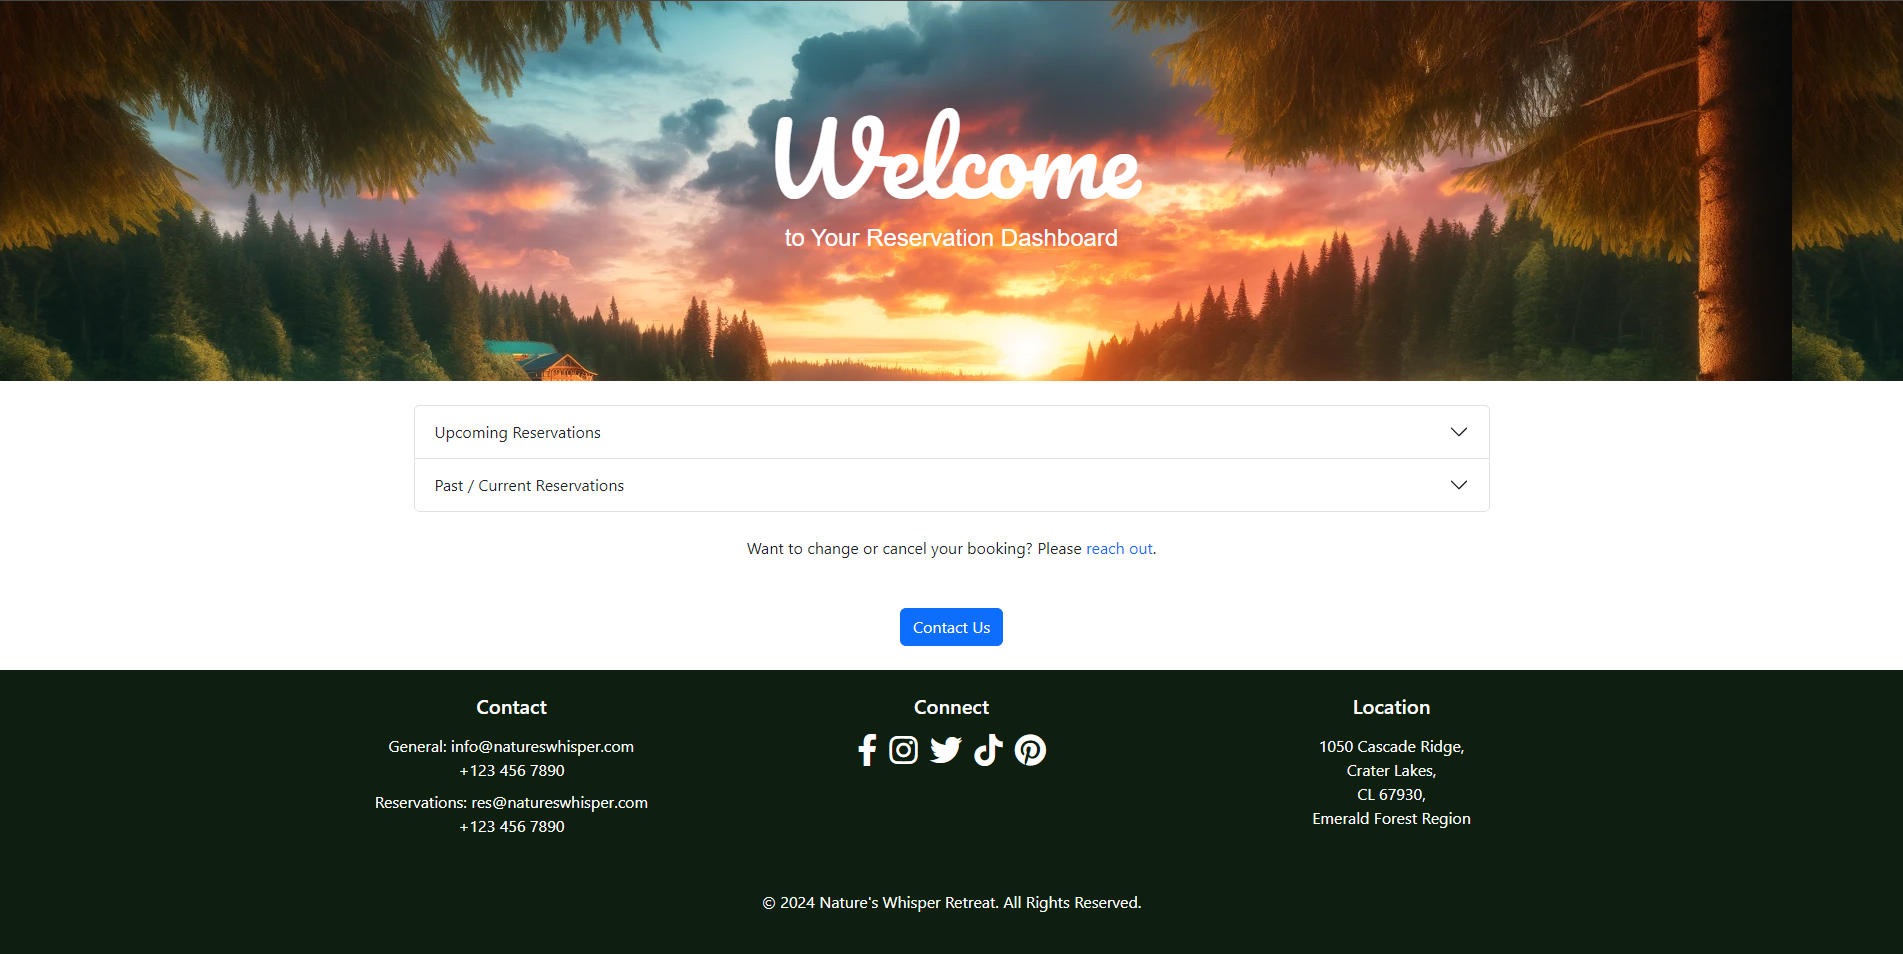 Welcome
to Your Reservation Dashboard
Upcoming Reservations
Past / Current Reservations
Want to change or cancel your booking? Please reach out.
Contact Us
Contact
General: info@natureswhisper.com
+123 456 7890
Reservations: res@natureswhisper.com
+123 456 7890
Connect
Location
1050 Cascade Ridge,
Crater Lakes,
CL 67930,
Emerald Forest Region
© 2024 Nature's Whisper Retreat. All Rights Reserved.